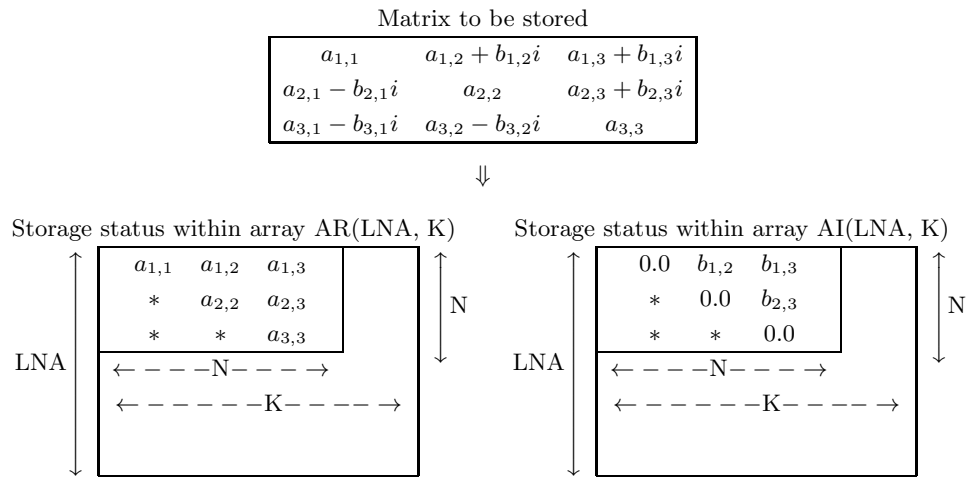 Matrix to be stored
a1,1 a1,2 + b1,2i a1,3 + b1,3i
a2,1 − b2,1i a2,2 a2,3 + b2,3i
a3,1 − b3,1i a3,2 − b3,2i a3,3
⇓
Storage status within array AR(LNA, K)
a1,1 a1,2 a1,3
* a2,2 a2,3
* * a3,3
N
LNA
←−−−−N−−−−→
←−−−−−−K−−−−→
Storage status within array AI(LNA, K)
0.0 b1,2 b1,3
* 0.0 b2,3
* * 0.0
N
LNA
←−−−−N−−−−→
←−−−−−−K−−−−→